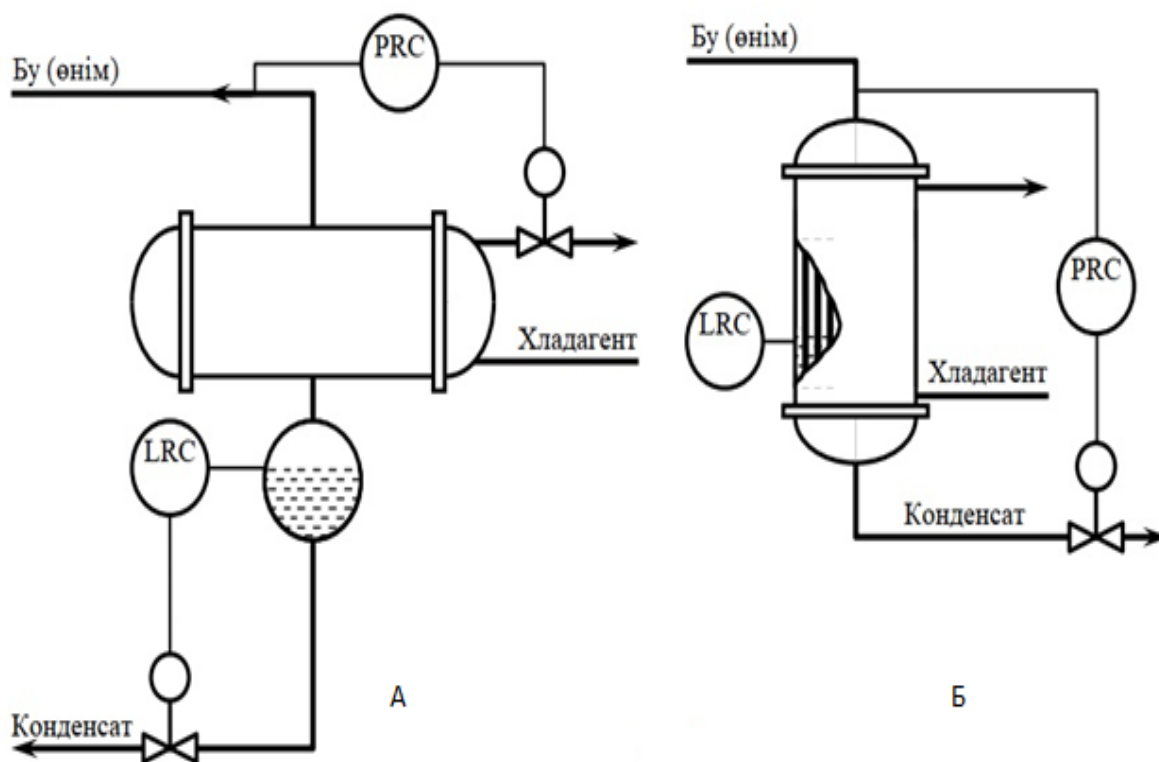 Бу (өнім)
PRC
Хладагент
LRC
Конденсат
А
Бу (өнім)
LRC
PRC
Хладагент
Конденсат
Б